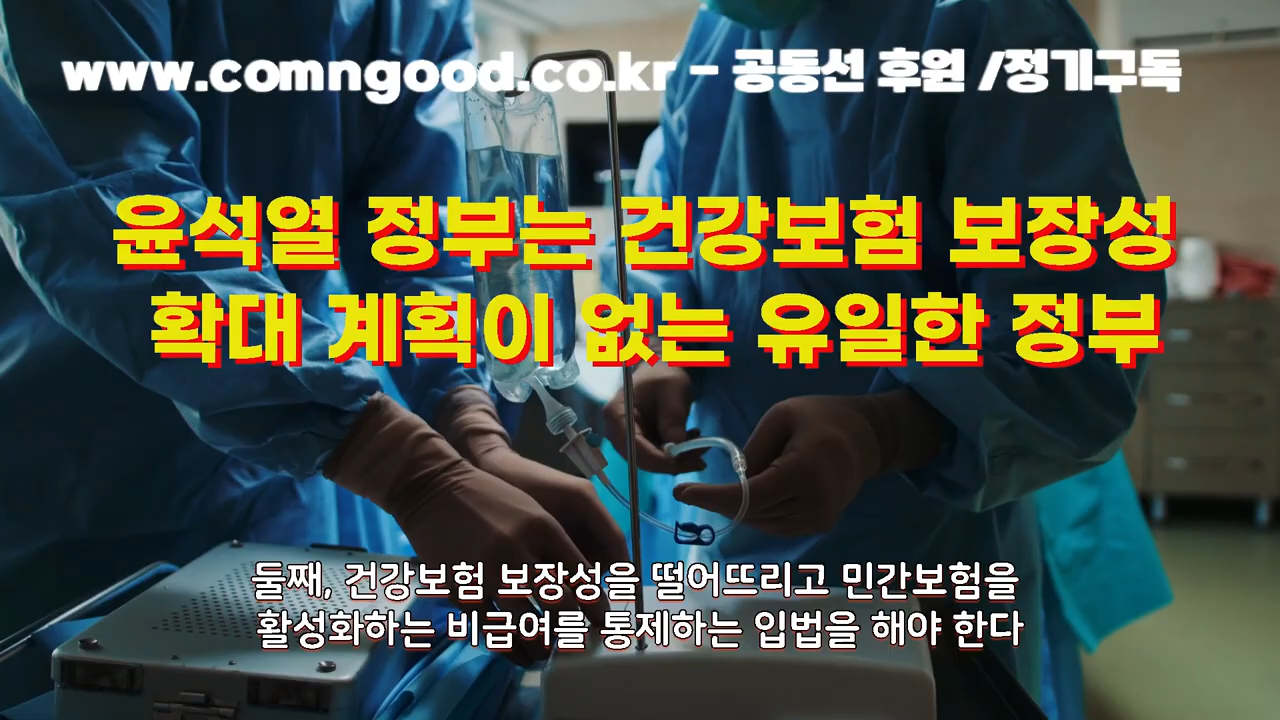 www.comngood.co.kr - 공동선 후원 /정기구독
윤석열 정부는 건강보험 보장성
확대 계획이 없는 유일한 정부
둘째, 건강보험 보장성을 떨어뜨리고 민간보험을
활성화하는 비급여를 통제하는 입법을 해야 한다